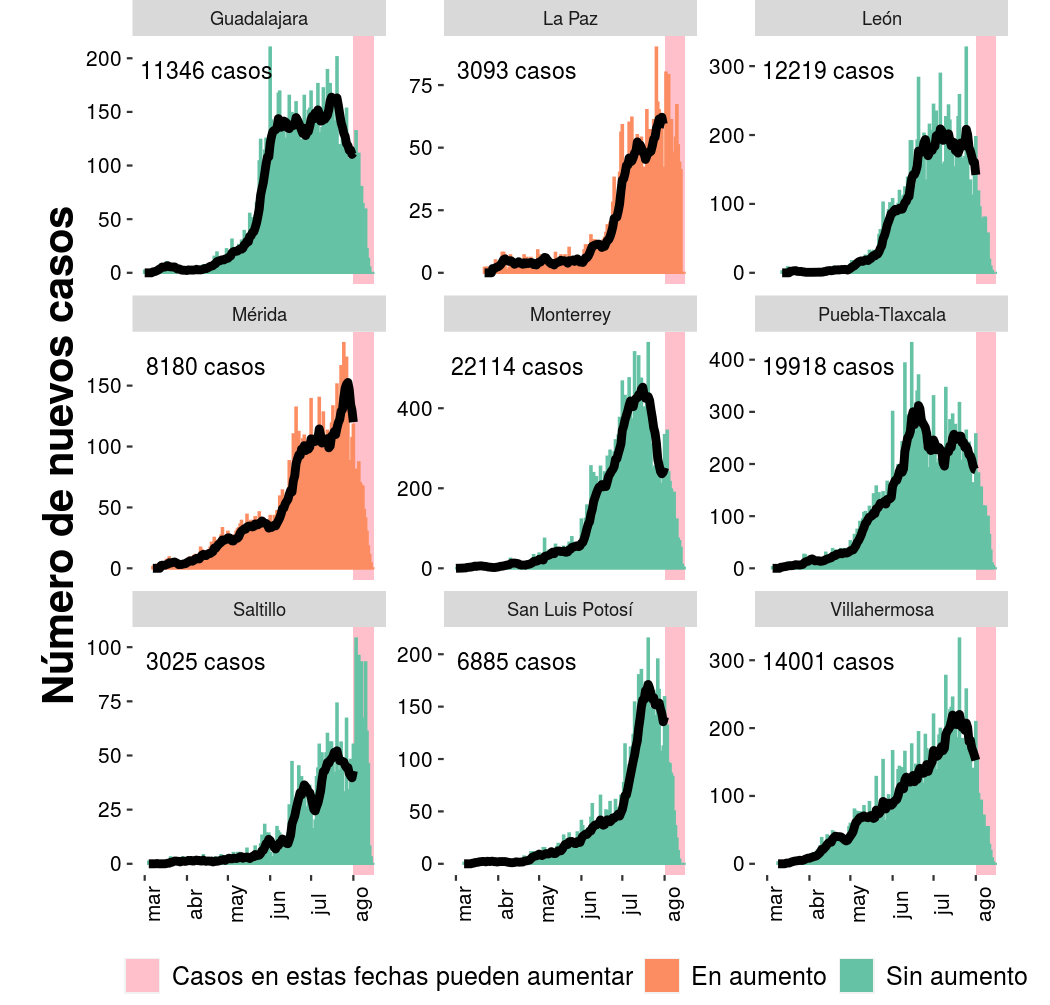 Número de nuevos casos
Guadalajara
200
150
100
50
0
11346 casos
La Paz
75
50
25
0
3093 casos
León
300
200
100
0
12219 casos
Mérida
150
100
50
0
8180 casos
Monterrey
400
200
0
22114 casos
Puebla-Tlaxcala
400
300
200
100
0
19918 casos
Saltillo
100
75
50
25
0
3025 casos
mar abr may jun jul ago
San Luis Potosí
200
150
100
50
0
6885 casos
mar abr may jun jul ago
Villahermosa
300
200
100
0
14001 casos
mar abr may jun jul ago
Casos en estas fechas pueden aumentar En aumento Sin aumento